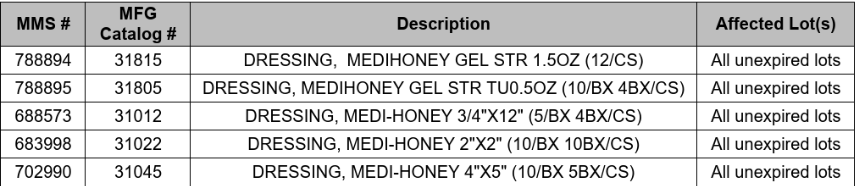 MMS # MFG Catalog # Description Affected Lot(s)
788894 31815 DRESSING, MEDIHONEY GEL STR 1.5OZ (12/CS) All unexpired lots
788895 31805 DRESSING, MEDIHONEY GEL STR TU0.5OZ (10/BX 4BX/CS) All unexpired lots
688573 31012 DRESSING, MEDI-HONEY 3/4"X12" (5/BX 4BX/CS) All unexpired lots
683998 31022 DRESSING, MEDI-HONEY 2"X2" (10/BX 10BX/CS) All unexpired lots
702990 31045 DRESSING, MEDI-HONEY 4"X5" (10/BX 5BX/CS) All unexpired lots